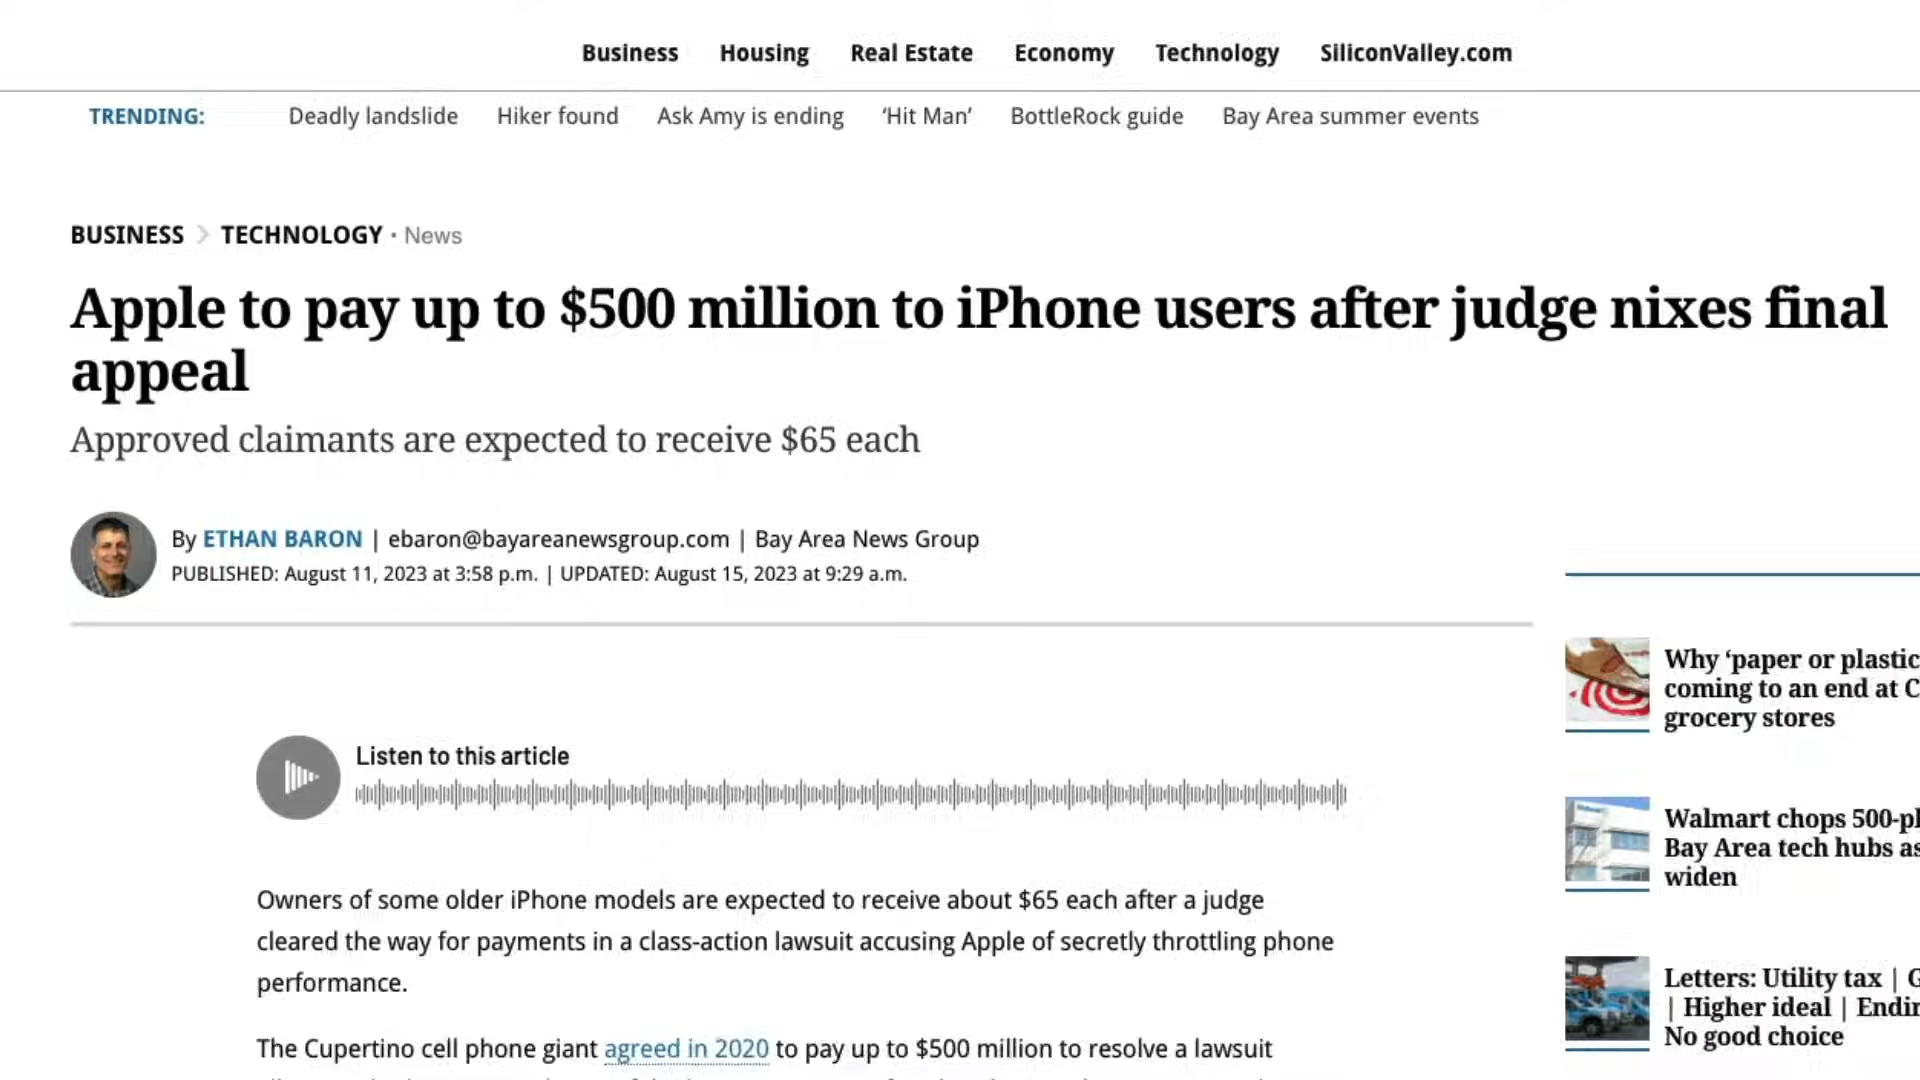 Business Housing Real Estate Economy Technology SiliconValley.com
TRENDING: Deadly landslide Hiker found Ask Amy is ending ‘Hit Man’ BottleRock guide Bay Area summer events
BUSINESS > TECHNOLOGY • News
Apple to pay up to $500 million to iPhone users after judge nixes final
appeal
Approved claimants are expected to receive $65 each
By ETHAN BARON | ebaron@bayareanewsgroup.com | Bay Area News Group
PUBLISHED: August 11, 2023 at 3:58 p.m. | UPDATED: August 15, 2023 at 9:29 a.m.
Listen to this article
Owners of some older iPhone models are expected to receive about $65 each after a judge
cleared the way for payments in a class-action lawsuit accusing Apple of secretly throttling phone
performance.
The Cupertino cell phone giant agreed in 2020 to pay up to $500 million to resolve a lawsuit
Why ‘paper or plastic
coming to an end at C
grocery stores
Walmart chops 500-pl
Bay Area tech hubs as
widen
Letters: Utility tax | G
| Higher ideal | Endin
No good choice